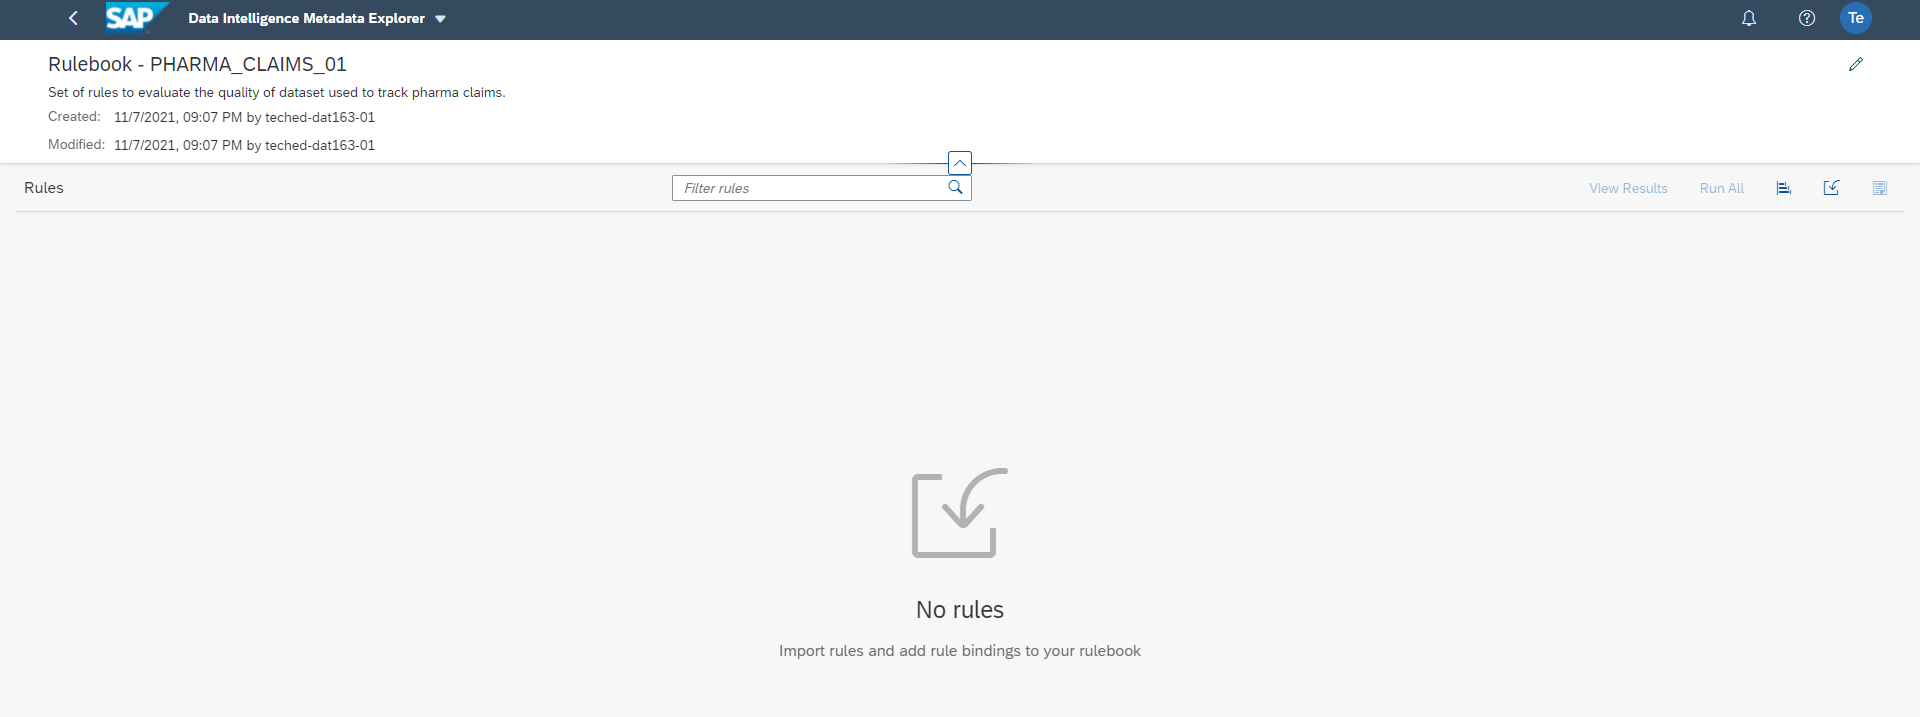 SAP Data Intelligence Metadata Explorer Te
Rulebook - PHARMA_CLAIMS_01
Set of rules to evaluate the quality of dataset used to track pharma claims.
Created: 11/7/2021, 09:07 PM by teched-dat163-01
Modified: 11/7/2021, 09:07 PM by teched-dat163-01
Rules Filter rules View Results Run All
No rules
Import rules and add rule bindings to your rulebook